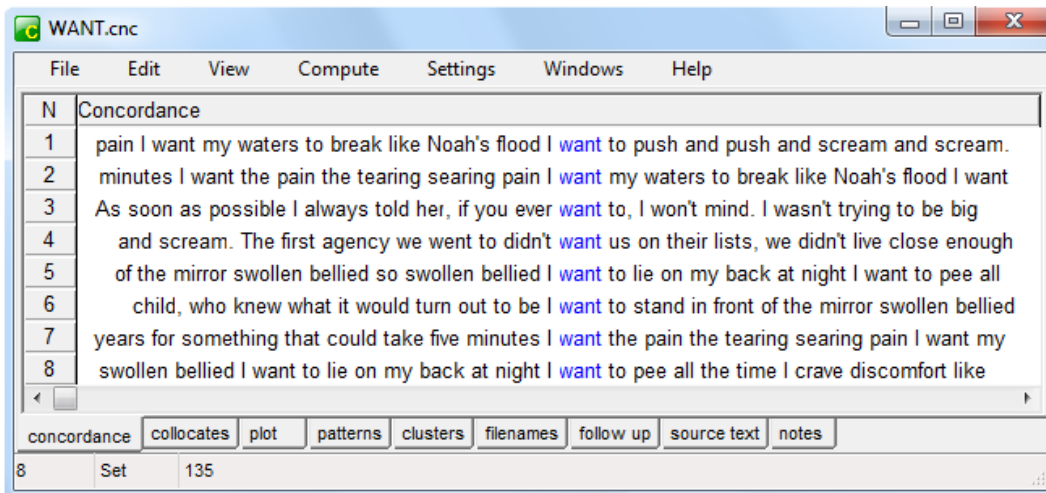 WANT.cnc
File Edit View Compute Settings Windows Help
N Concordance
1 pain I want my waters to break like Noah's flood I want to push and push and scream and scream.
2 minutes I want the pain the tearing searing pain I want my waters to break like Noah's flood I want
3 As soon as possible I always told her, if you ever want to, I won't mind. I wasn't trying to be big
4 and scream. The first agency we went to didn't want us on their lists, we didn't live close enough
5 of the mirror swollen bellied so swollen bellied I want to lie on my back at night I want to pee all
6 child, who knew what it would turn out to be I want to stand in front of the mirror swollen bellied
7 years for something that could take five minutes I want the pain the tearing searing pain I want my
8 swollen bellied I want to lie on my back at night I want to pee all the time I crave discomfort like
concordance collocates plot patterns clusters filenames follow up source text notes
8 Set 135